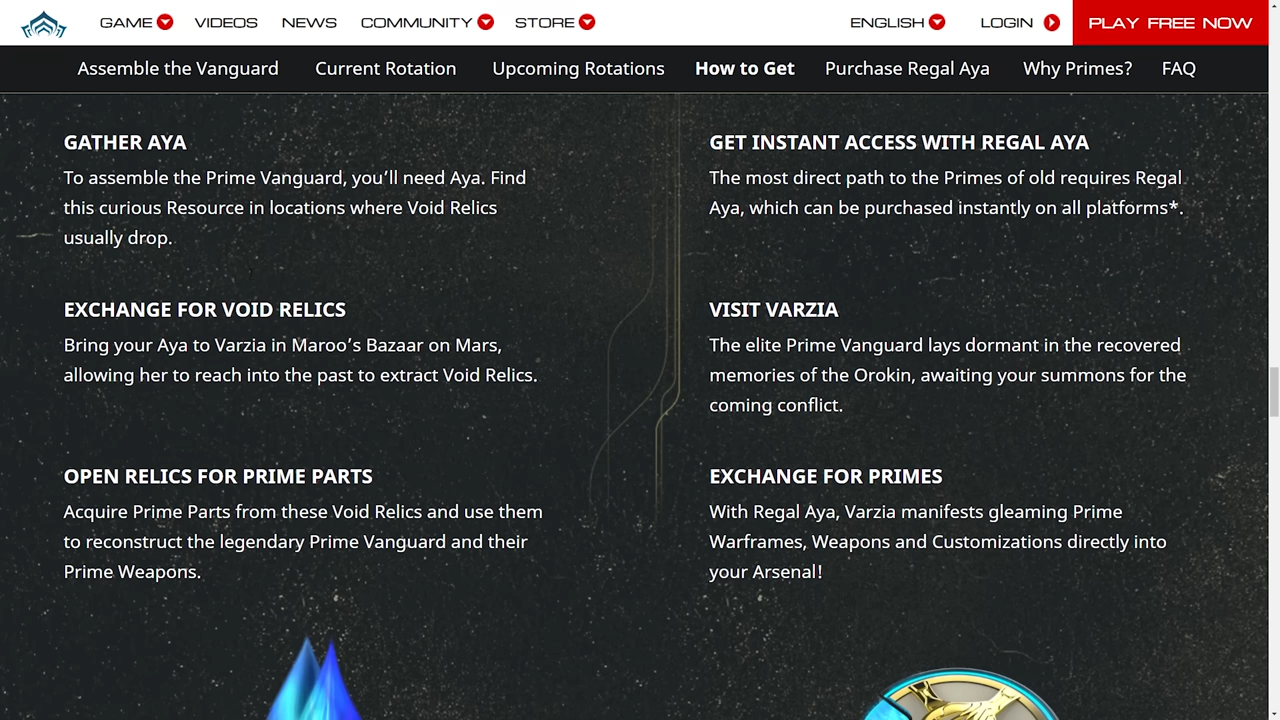 GAME VIDEOS NEWS COMMUNITY STORE ENGLISH LOGIN PLAY FREE NOW
Assemble the Vanguard Current Rotation Upcoming Rotations How to Get Purchase Regal Aya Why Primes? FAQ
GATHER AYA
To assemble the Prime Vanguard, you’ll need Aya. Find
this curious Resource in locations where Void Relics
usually drop.
EXCHANGE FOR VOID RELICS
Bring your Aya to Varzia in Maroo’s Bazaar on Mars,
allowing her to reach into the past to extract Void Relics.
OPEN RELICS FOR PRIME PARTS
Acquire Prime Parts from these Void Relics and use them
to reconstruct the legendary Prime Vanguard and their
Prime Weapons.
GET INSTANT ACCESS WITH REGAL AYA
The most direct path to the Primes of old requires Regal
Aya, which can be purchased instantly on all platforms*.
VISIT VARZIA
The elite Prime Vanguard lays dormant in the recovered
memories of the Orokin, awaiting your summons for the
coming conflict.
EXCHANGE FOR PRIMES
With Regal Aya, Varzia manifests gleaming Prime
Warframes, Weapons and Customizations directly into
your Arsenal!